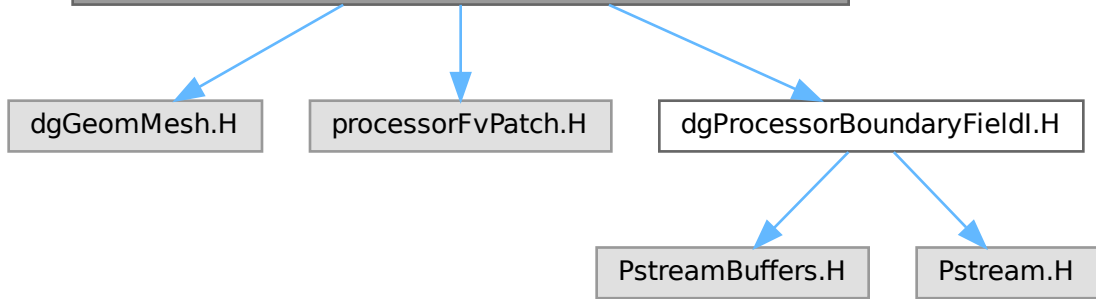 dgGeomMesh.H
processorFvPatch.H
dgProcessorBoundaryFieldI.H
PstreamBuffers.H
Pstream.H